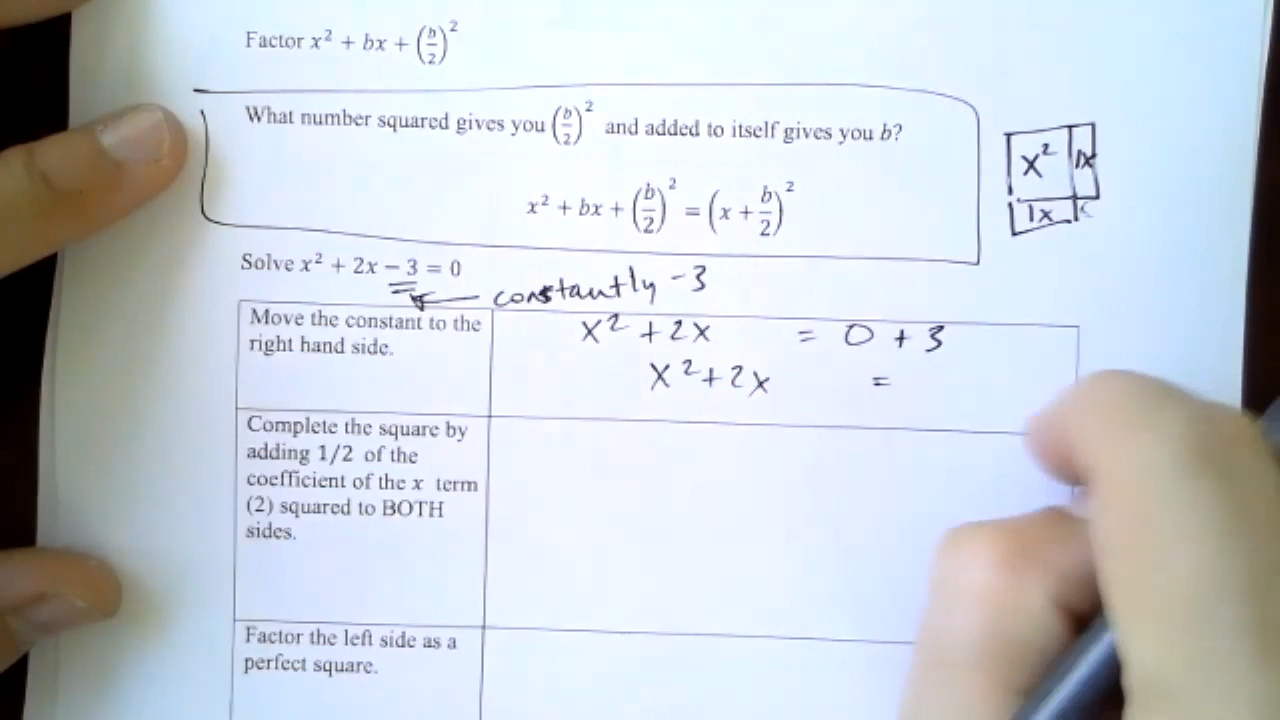 Factor x² + bx + (b/2)²
What number squared gives you (b/2)² and added to itself gives you b?
x² + bx + (b/2)² = (x + b/2)²
x² 1x
1x
Solve x² + 2x − 3 = 0
constantly -3
Move the constant to the
right hand side.
x² + 2x = 0 + 3
x² + 2x =
Complete the square by
adding 1/2 of the
coefficient of the x term
(2) squared to BOTH
sides.
Factor the left side as a
perfect square.